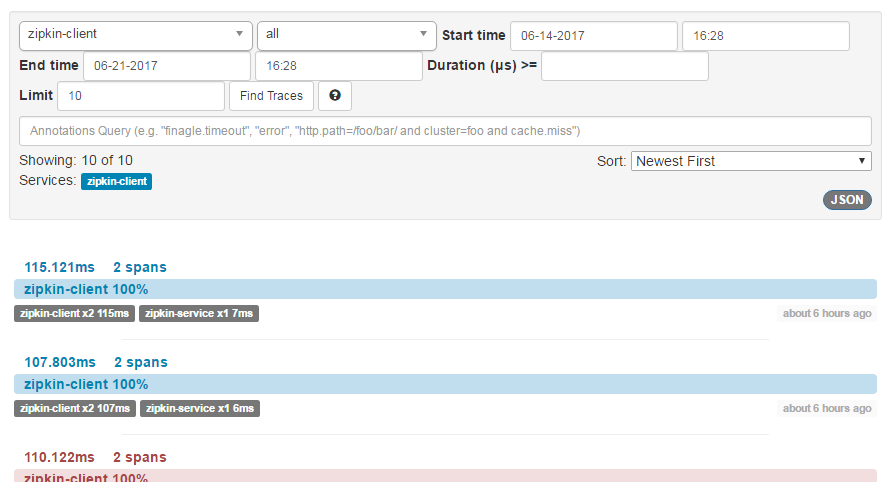 zipkin-client all Start time 06-14-2017 16:28
End time 06-21-2017 16:28 Duration (μs) >=
Limit 10 Find Traces ?
Annotations Query (e.g. "finagle.timeout", "error", "http.path=/foo/bar/ and cluster=foo and cache.miss")
Showing: 10 of 10 Sort: Newest First
Services: zipkin-client
JSON
115.121ms 2 spans
zipkin-client 100%
zipkin-client x2 115ms zipkin-service x1 7ms about 6 hours ago
107.803ms 2 spans
zipkin-client 100%
zipkin-client x2 107ms zipkin-service x1 6ms about 6 hours ago
110.122ms 2 spans
zipkin-client 100%